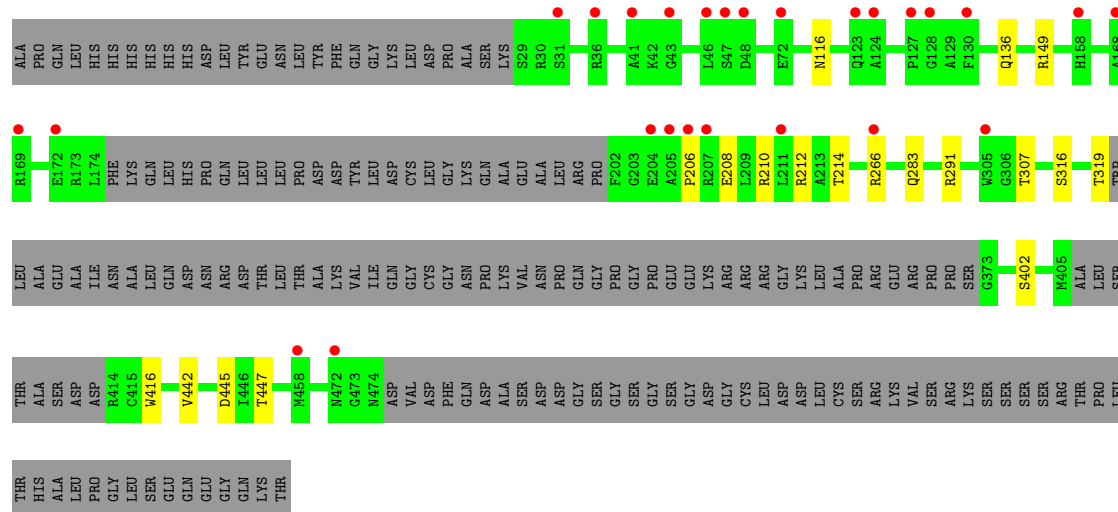 ALA PRO GLN LEU HIS HIS HIS HIS HIS HIS ASP LEU TYR GLU ASN LEU TYR PHE GLN GLY LYS LEU ASP PRO ALA SER LYS S29 R30 S31 R36 A41 K42 G43 L46 S47 D48 E72 N116 Q123 A124 P127 G128 A129 F130 Q136 R149 H158 A168
R169 E172 R173 L174 PHE LYS GLN LEU HIS PRO GLN LEU LEU LEU PRO ASP ASP TYR LEU ASP CYS LEU GLY LYS GLN ALA GLU ALA LEU ARG PRO F202 G203 E204 A205 P206 R207 E208 L209 R210 L211 R212 A213 T214 R266 Q283 R291 W305 G306 T307 S316 T319 TRP
LEU ALA GLU ALA ILE ASN ALA LEU GLN ASP ASN ARG ASP THR LEU THR ALA LYS VAL ILE GLN GLY CYS GLY ASN PRO LYS VAL ASN PRO GLN GLY PRO GLY PRO GLU GLU LYS ARG ARG ARG GLY LYS LEU ALA PRO ARG GLU ARG PRO PRO SER G373 S402 M405 ALA LEU SER
THR ALA SER ASP ASP R414 C415 W416 V442 D445 I446 T447 M458 N472 G473 N474 ASP VAL ASP PHE GLN ASP ALA SER ASP ASP GLY SER GLY SER GLY SER GLY ASP GLY CYS LEU ASP ASP LEU CYS SER ARG LYS VAL SER ARG LYS SER SER SER SER ARG THR PRO LEU
THR HIS ALA LEU PRO GLY LEU SER GLU GLN GLU GLY GLN LYS THR